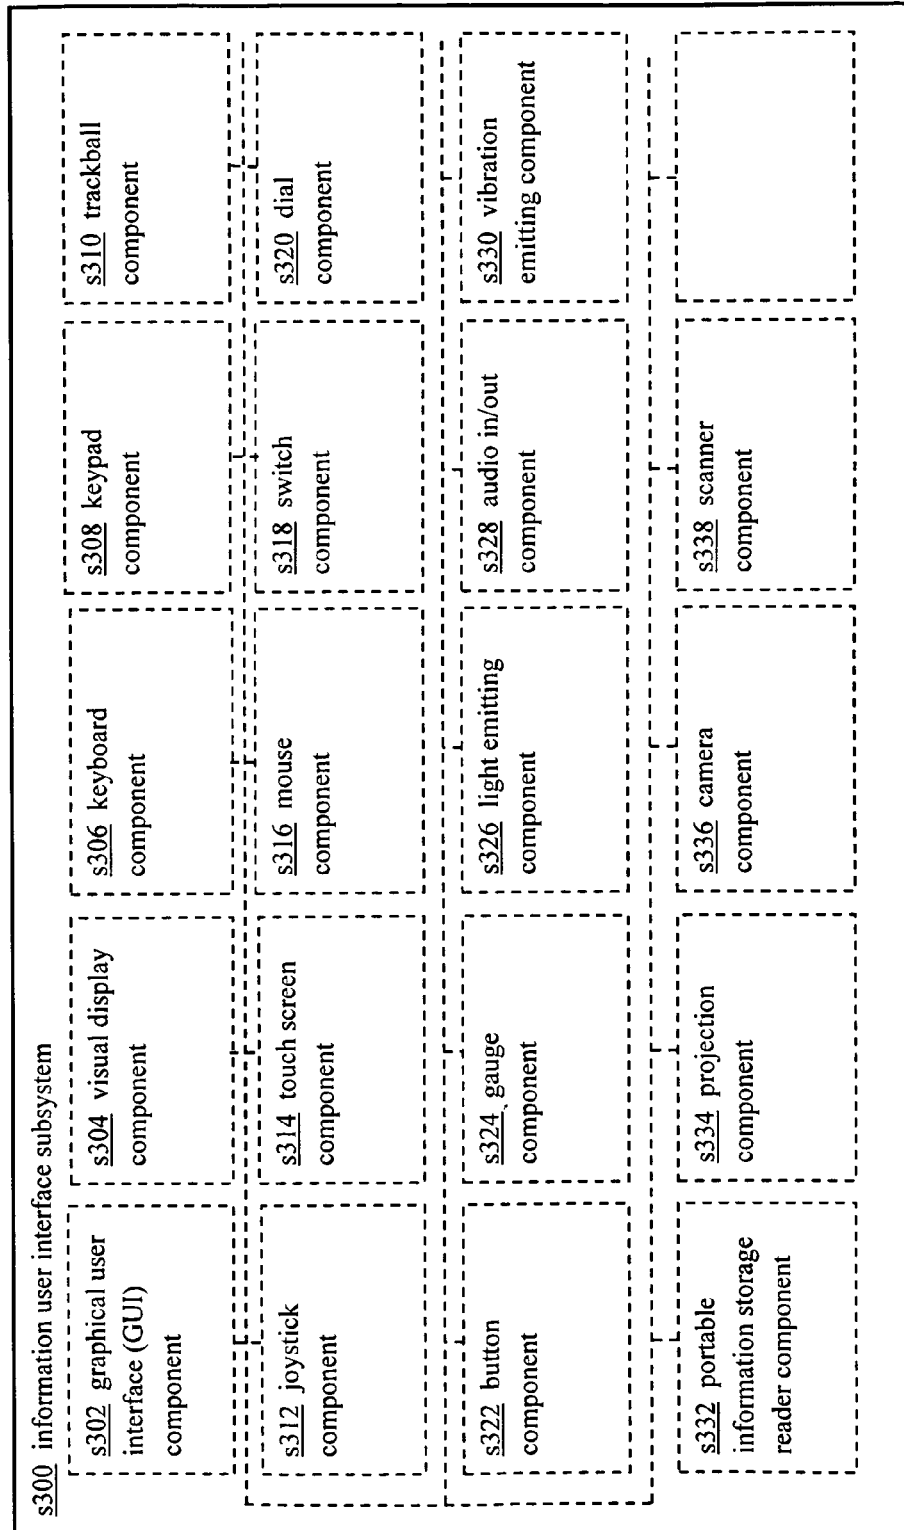 s300 information user interface subsystem
s302 graphical user
interface (GUI)
component
s304 visual display
component
s306 keyboard
component
s308 keypad
component
s310 trackball
component
s312 joystick
component
s314 touch screen
component
s316 mouse
component
s318 switch
component
s320 dial
component
s322 button
component
s324 gauge
component
s326 light emitting
component
s328 audio in/out
component
s330 vibration
emitting component
s332 portable
information storage
reader component
s334 projection
component
s336 camera
component
s338 scanner
component